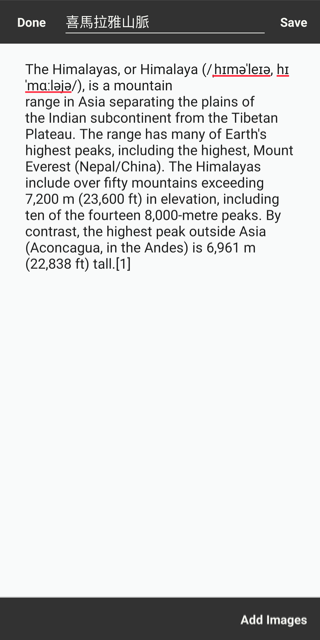 Done 喜馬拉雅山脈 Save
The Himalayas, or Himalaya (/ˌhɪməˈleɪə, hɪ
ˈmɑːləjə/), is a mountain
range in Asia separating the plains of
the Indian subcontinent from the Tibetan
Plateau. The range has many of Earth's
highest peaks, including the highest, Mount
Everest (Nepal/China). The Himalayas
include over fifty mountains exceeding
7,200 m (23,600 ft) in elevation, including
ten of the fourteen 8,000-metre peaks. By
contrast, the highest peak outside Asia
(Aconcagua, in the Andes) is 6,961 m
(22,838 ft) tall.[1]
Add Images